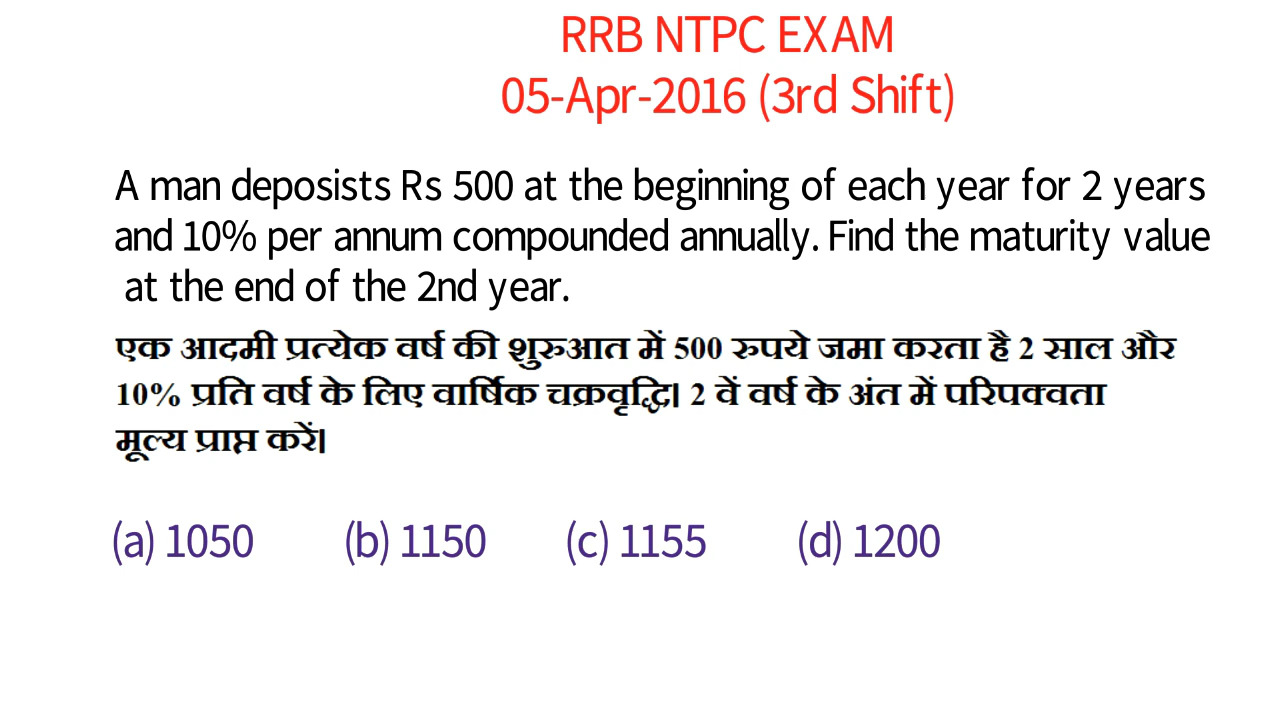 RRB NTPC EXAM
05-Apr-2016 (3rd Shift)
A man deposists Rs 500 at the beginning of each year for 2 years
and 10% per annum compounded annually. Find the maturity value
at the end of the 2nd year.
एक आदमी प्रत्येक वर्ष की शुरुआत में 500 रुपये जमा करता है 2 साल और
10% प्रति वर्ष के लिए वार्षिक चक्रवृद्धि। 2 वें वर्ष के अंत में परिपक्वता
मूल्य प्राप्त करें।
(a) 1050 (b) 1150 (c) 1155 (d) 1200